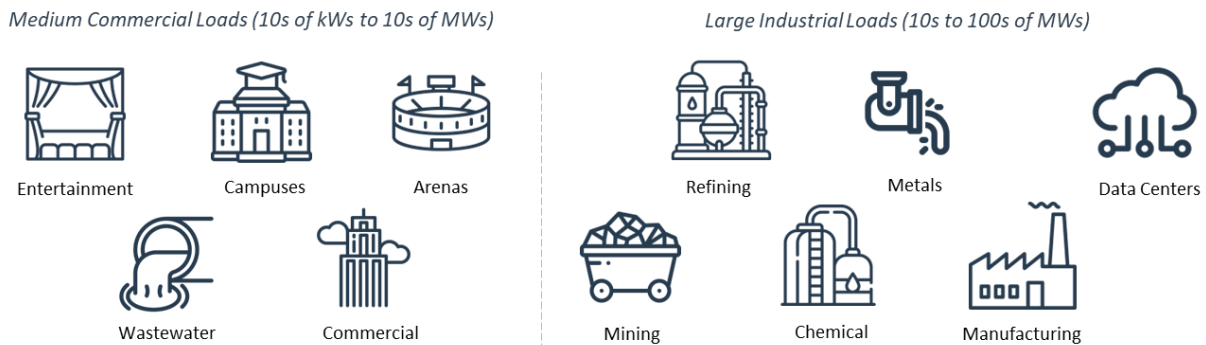 Medium Commercial Loads (10s of kWs to 10s of MWs)
Entertainment
Campuses
Arenas
Wastewater
Commercial
Large Industrial Loads (10s to 100s of MWs)
Refining
Metals
Data Centers
Mining
Chemical
Manufacturing